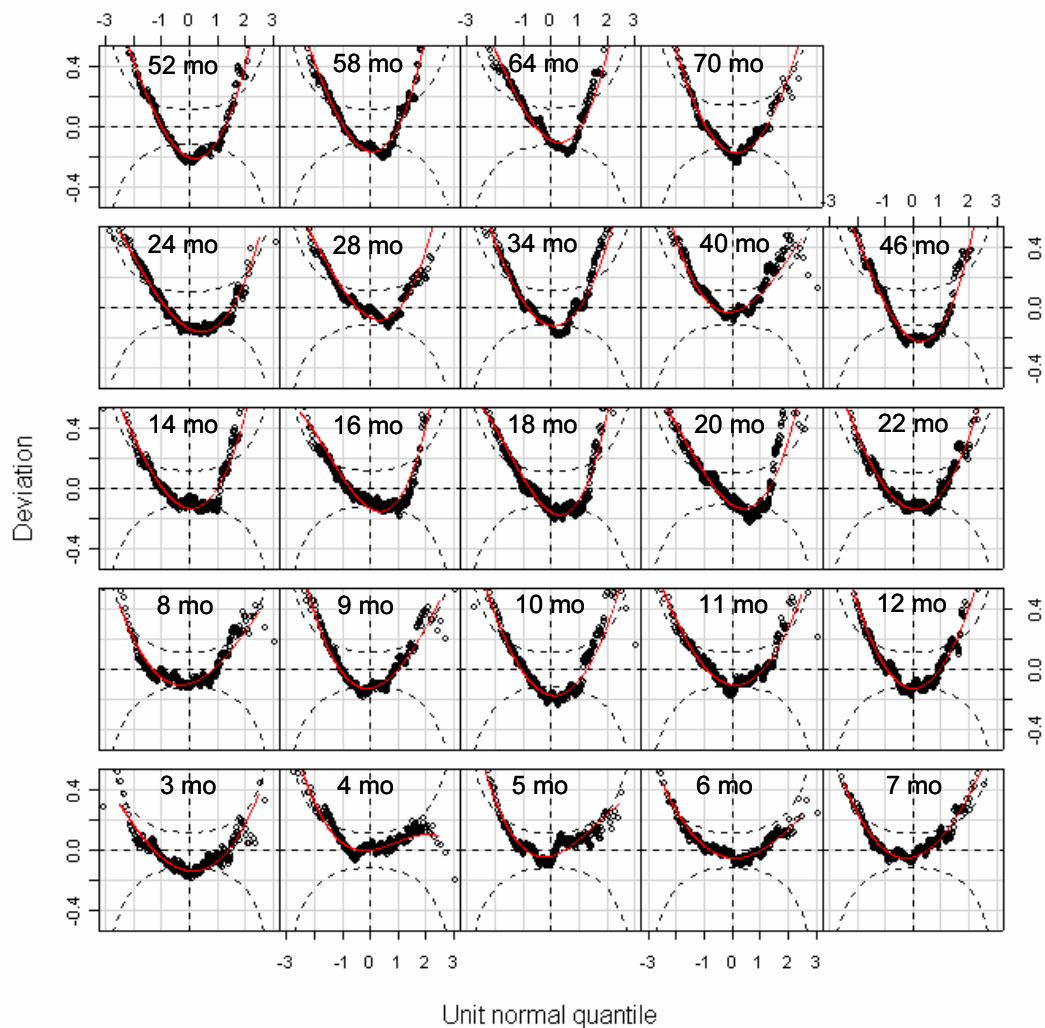 -3 -1 0 1 2 3 -3 -1 0 1 2 3
52 mo 58 mo 64 mo 70 mo
0.4
0.0
-0.4
-3 -1 0 1 2 3
24 mo 28 mo 34 mo 40 mo 46 mo
0.4
0.0
-0.4
14 mo 16 mo 18 mo 20 mo 22 mo
0.4
0.0
-0.4
Deviation
8 mo 9 mo 10 mo 11 mo 12 mo
0.4
0.0
-0.4
3 mo 4 mo 5 mo 6 mo 7 mo
0.4
0.0
-0.4
-3 -1 0 1 2 3 -3 -1 0 1 2 3
Unit normal quantile